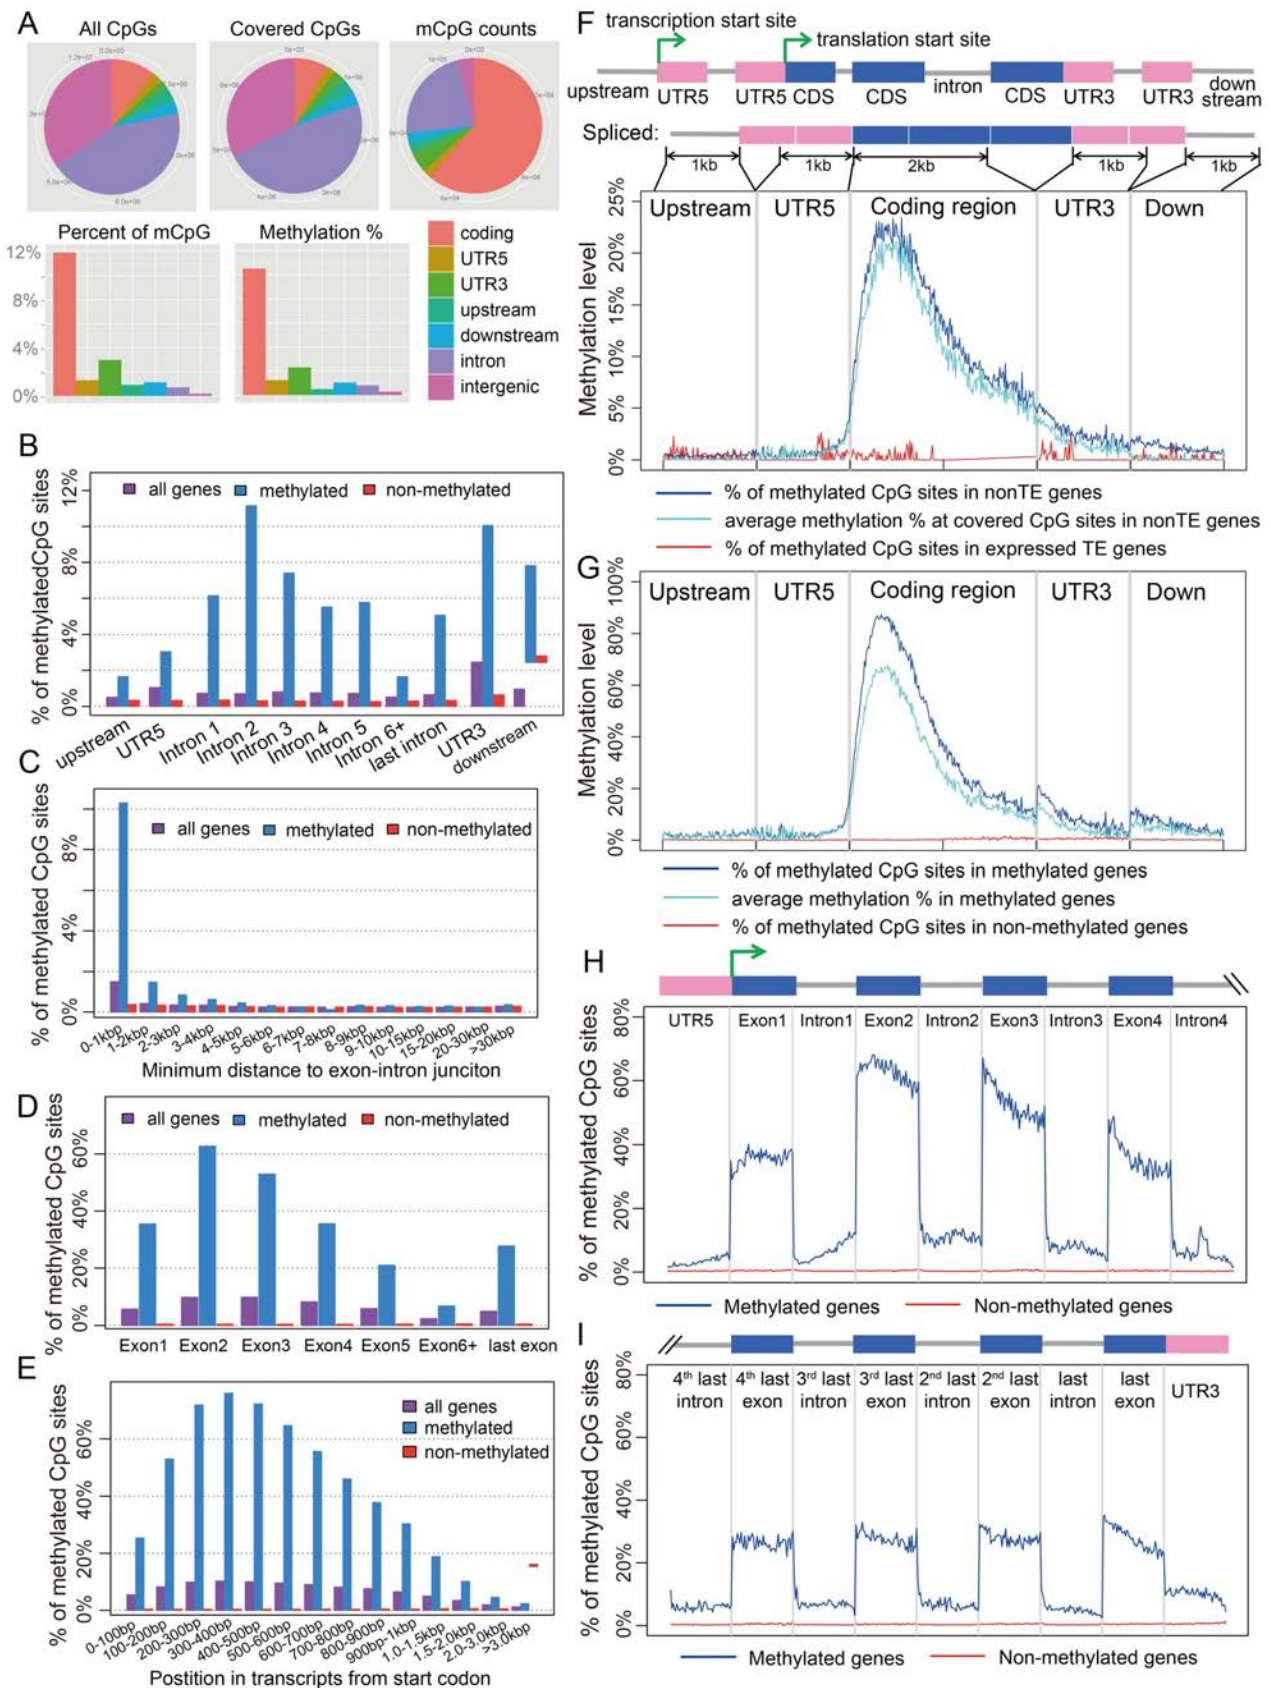 A
All CpGs
Covered CpGs
mCpG counts
Percent of mCpG
Methylation %
12%
8%
4%
0%
coding
UTR5
UTR3
upstream
downstream
intron
intergenic
B
% of methylatedCpG sites
12%
8%
4%
0%
all genes
methylated
non-methylated
upstream
UTR5
Intron 1
Intron 2
Intron 3
Intron 4
Intron 5
Intron 6+
last intron
UTR3
downstream
C
% of methylated CpG sites
8%
4%
0%
all genes
methylated
non-methylated
0-1kbp
1-2kbp
2-3kbp
3-4kbp
4-5kbp
5-6kbp
6-7kbp
7-8kbp
8-9kbp
9-10kbp
10-15kbp
15-20kbp
20-30kbp
>30kbp
Minimum distance to exon-intron junciton
D
% of methylated CpG sites
60%
40%
20%
0%
all genes
methylated
non-methylated
Exon1
Exon2
Exon3
Exon4
Exon5
Exon6+
last exon
E
% of methylated CpG sites
60%
40%
20%
0%
all genes
methylated
non-methylated
0-100bp
100-200bp
200-300bp
300-400bp
400-500bp
500-600bp
600-700bp
700-800bp
800-900bp
900bp-1kbp
1.0-1.5kbp
1.5-2.0kbp
2.0-3.0kbp
>3.0kbp
Postition in transcripts from start codon
F
transcription start site
translation start site
upstream
UTR5
UTR5
CDS
CDS
intron
CDS
UTR3
UTR3
down
stream
Spliced:
1kb
1kb
2kb
1kb
1kb
Methylation level
25%
20%
15%
10%
5%
0%
Upstream
UTR5
Coding region
UTR3
Down
% of methylated CpG sites in nonTE genes
average methylation % at covered CpG sites in nonTE genes
% of methylated CpG sites in expressed TE genes
G
Methylation level
100%
80%
60%
40%
20%
0%
Upstream
UTR5
Coding region
UTR3
Down
% of methylated CpG sites in methylated genes
average methylation % in methylated genes
% of methylated CpG sites in non-methylated genes
H
% of methylated CpG sites
80%
60%
40%
20%
0%
UTR5
Exon1
Intron1
Exon2
Intron2
Exon3
Intron3
Exon4
Intron4
Methylated genes
Non-methylated genes
I
% of methylated CpG sites
80%
60%
40%
20%
0%
4th last
intron
4th last
exon
3rd last
intron
3rd last
exon
2nd last
intron
2nd last
exon
last
intron
last
exon
UTR3
Methylated genes
Non-methylated genes